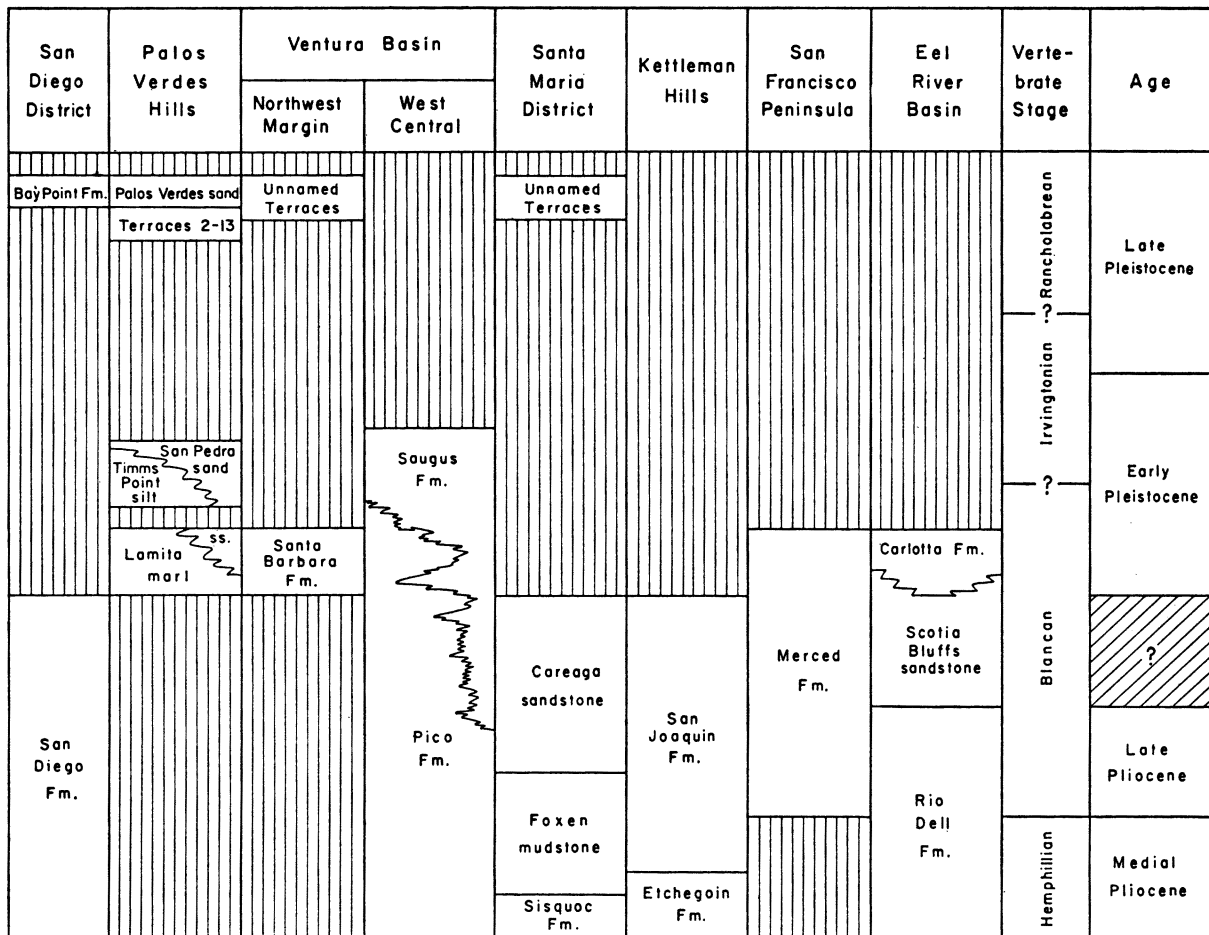 San
Diego
District
Palos
Verdes
Hills
Ventura Basin
Northwest
Margin
West
Central
Santa
Maria
District
Kettleman
Hills
San
Francisco
Peninsula
Eel
River
Basin
Verte-
brate
Stage
Age
Bay Point Fm.
Palos Verdes sand
Terraces 2-13
Unnamed
Terraces
Unnamed
Terraces
San Pedra
sand
Timms
Point
silt
ss.
Lamita
marl
Santa
Barbara
Fm.
Saugus
Fm.
Pico
Fm.
San
Diego
Fm.
Careaga
sandstone
Foxen
mudstone
Sisquoc
Fm.
San
Joaquin
Fm.
Etchegoin
Fm.
Merced
Fm.
Carlotta Fm.
Scotia
Bluffs
sandstone
Rio
Dell
Fm.
Rancholabrean
?
Irvingtonian
?
Blancan
Hemphillian
Late
Pleistocene
Early
Pleistocene
?
Late
Pliocene
Medial
Pliocene